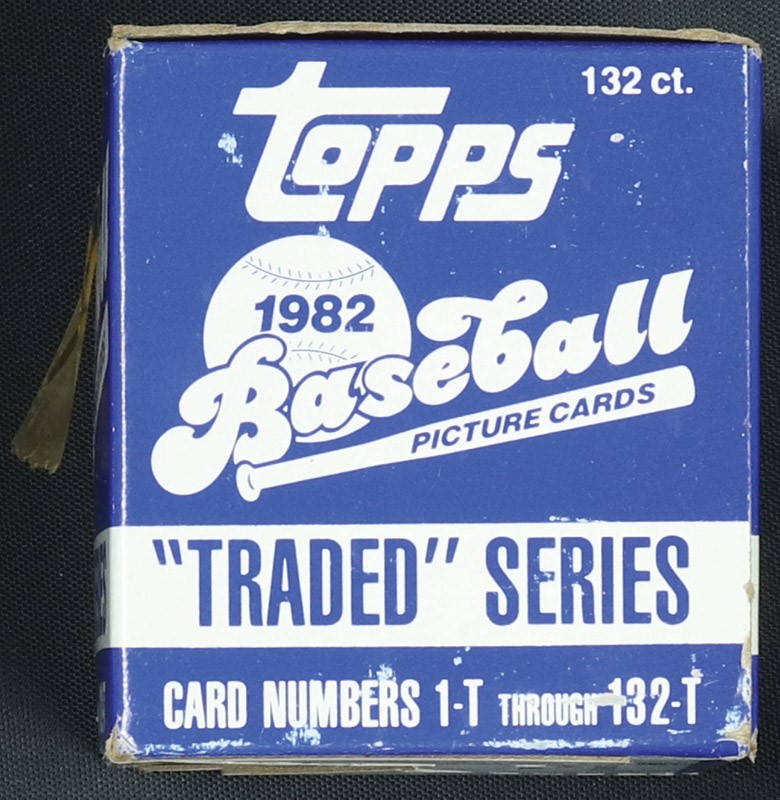 132 ct.
Topps
1982
Baseball
PICTURE CARDS
"TRADED" SERIES
CARD NUMBERS 1-T THROUGH 132-T